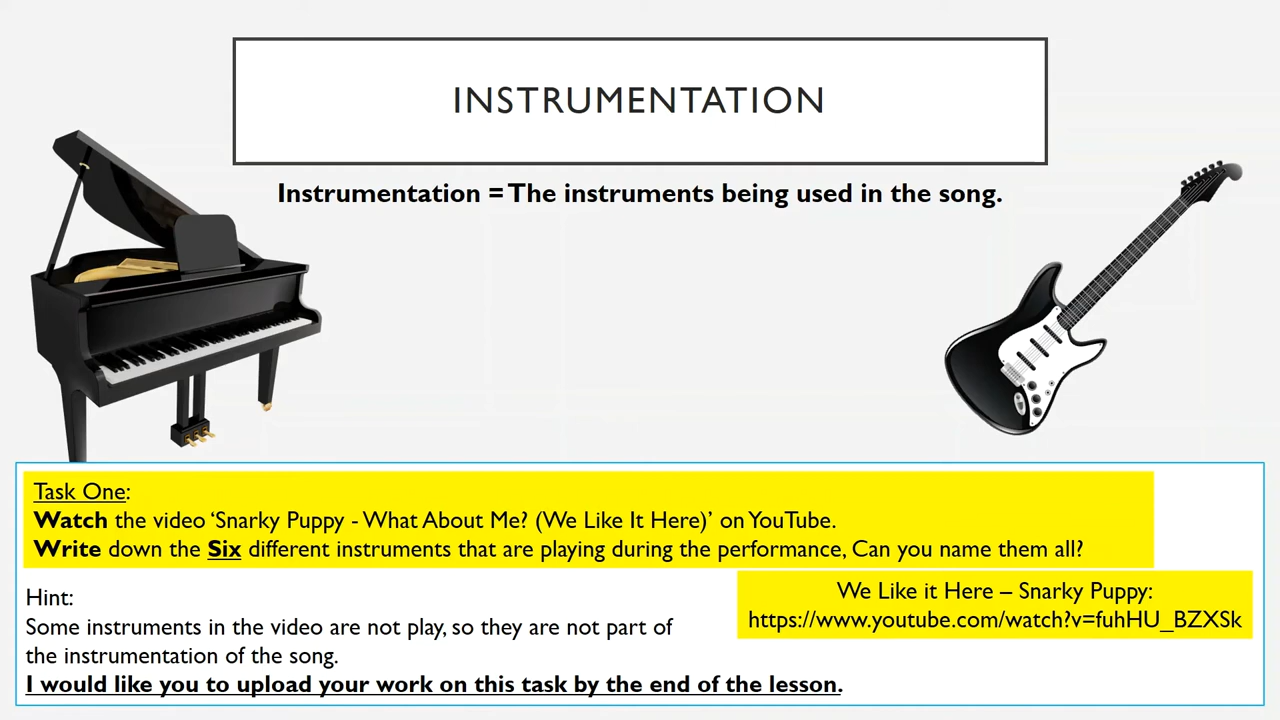 INSTRUMENTATION
Instrumentation = The instruments being used in the song.
Task One:
Watch the video ‘Snarky Puppy - What About Me? (We Like It Here)’ on YouTube.
Write down the Six different instruments that are playing during the performance, Can you name them all?
We Like it Here – Snarky Puppy:
https://www.youtube.com/watch?v=fuhHU_BZXSk
Hint:
Some instruments in the video are not play, so they are not part of
the instrumentation of the song.
I would like you to upload your work on this task by the end of the lesson.